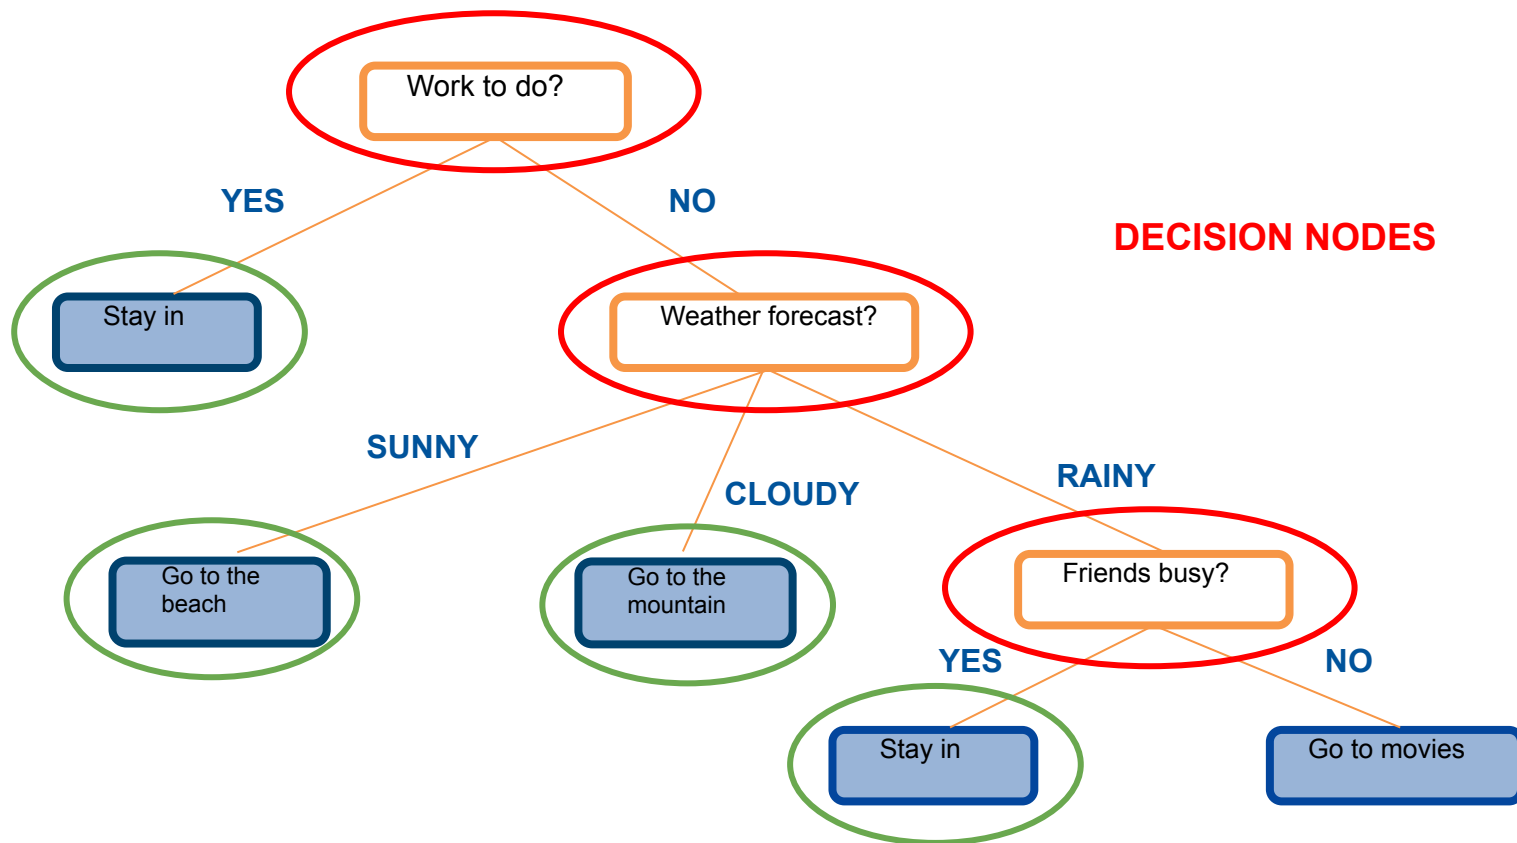 Work to do?
YES
NO
DECISION NODES
Stay in
Weather forecast?
SUNNY
CLOUDY
RAINY
Go to the
beach
Go to the
mountain
Friends busy?
YES
NO
Stay in
Go to movies